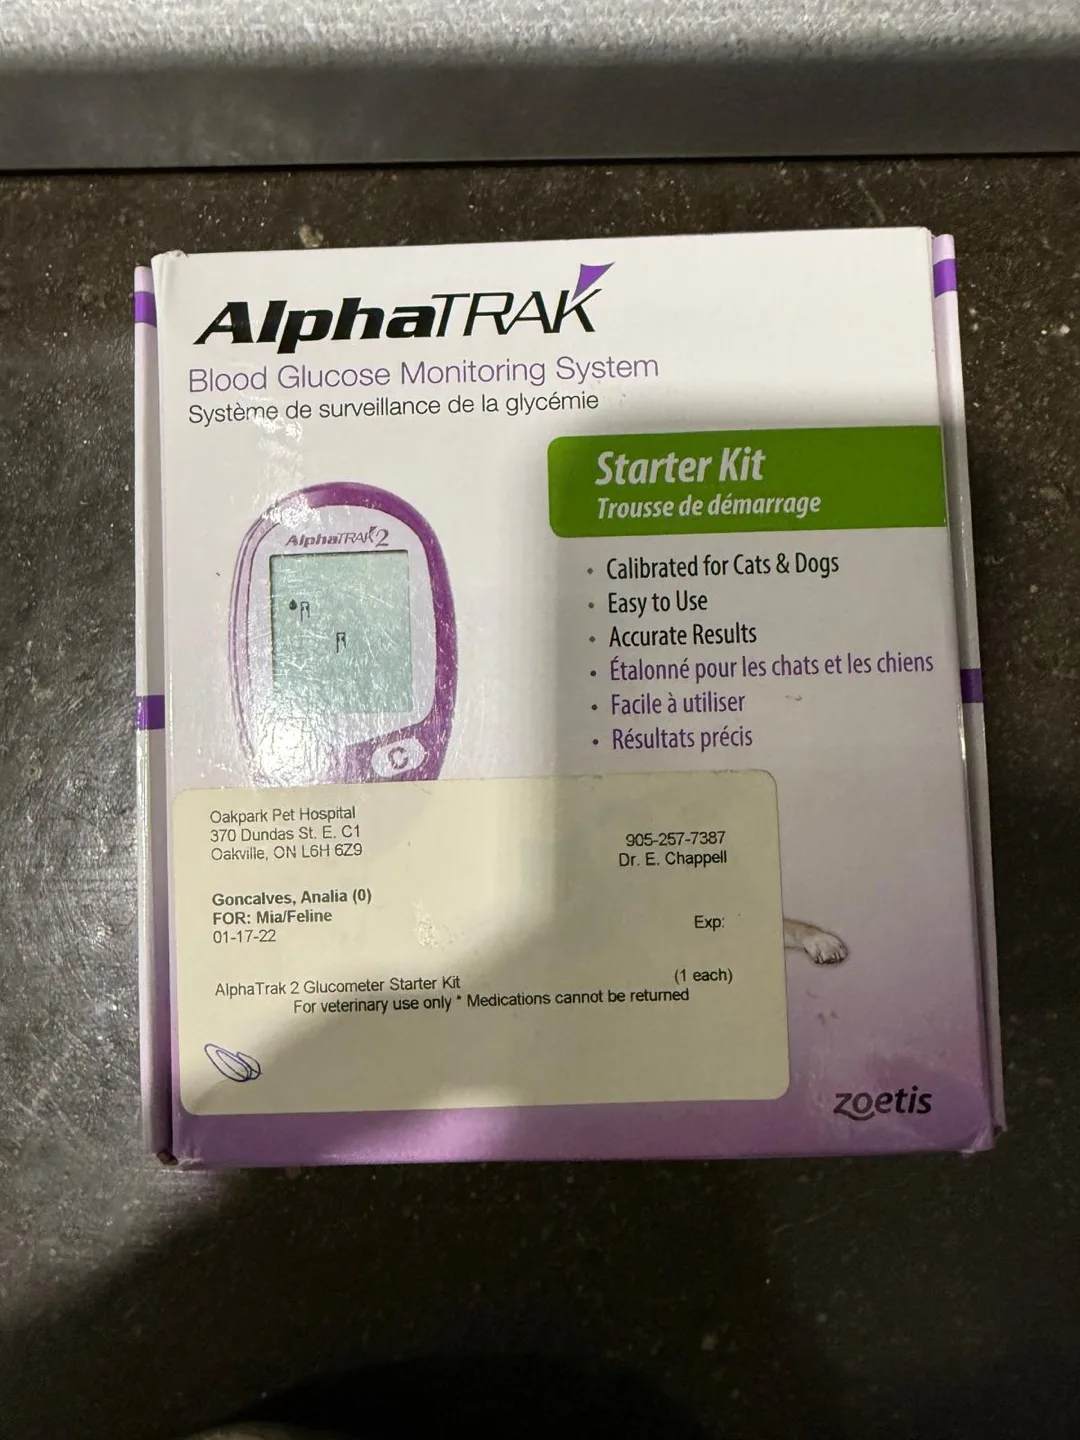 AlphaTRAK
Blood Glucose Monitoring System
Système de surveillance de la glycémie
Starter Kit
Trousse de démarrage
• Calibrated for Cats & Dogs
• Easy to Use
• Accurate Results
• Étalonné pour les chats et les chiens
• Facile à utiliser
• Résultats précis
AlphaTRAK2
C
Oakpark Pet Hospital
370 Dundas St. E. C1
Oakville, ON L6H 6Z9
905-257-7387
Dr. E. Chappell
Goncalves, Analia (0)
FOR: Mia/Feline
01-17-22
Exp:
AlphaTrak 2 Glucometer Starter Kit (1 each)
For veterinary use only * Medications cannot be returned
zoetis